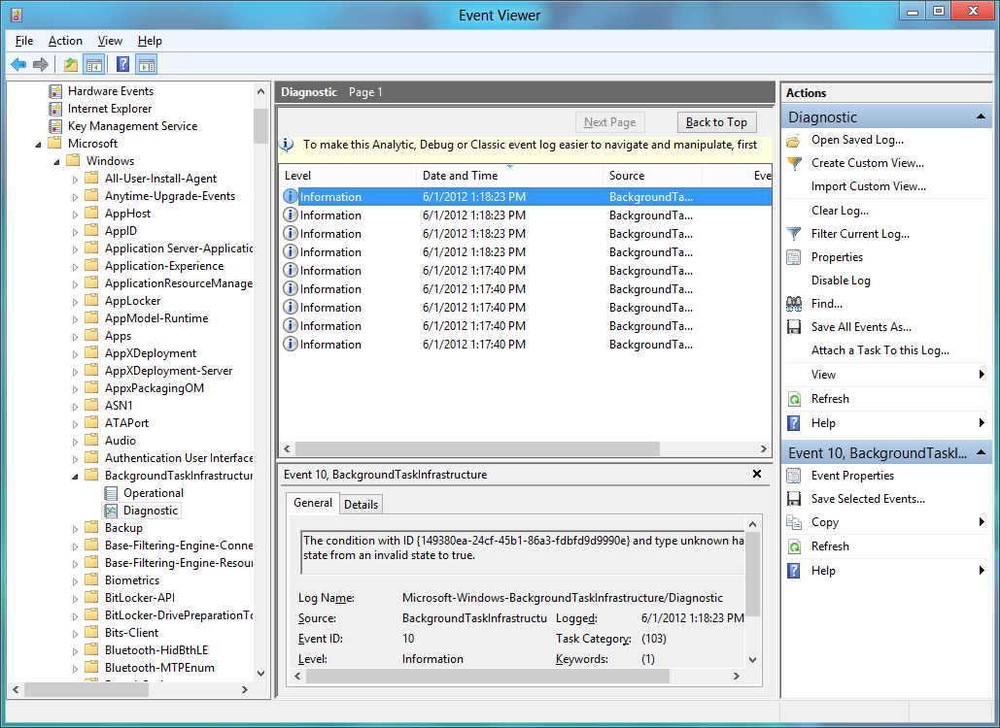 Event Viewer
File Action View Help
Hardware Events
Internet Explorer
Key Management Service
Microsoft
Windows
All-User-Install-Agent
Anytime-Upgrade-Events
AppHost
AppID
Application Server-Applicatic
Application-Experience
ApplicationResourceManage
AppLocker
AppModel-Runtime
Apps
AppXDeployment
AppXDeployment-Server
AppxPackagingOM
ASN1
ATAPort
Audio
Authentication User Interface
BackgroundTaskInfrastructur
Operational
Diagnostic
Backup
Base-Filtering-Engine-Conne
Base-Filtering-Engine-Resour
Biometrics
BitLocker-API
BitLocker-DrivePreparationTo
Bits-Client
Bluetooth-HidBthLE
Bluetooth-MTPEnum
Diagnostic Page 1
Next Page Back to Top
To make this Analytic, Debug or Classic event log easier to navigate and manipulate, first
Level Date and Time Source Eve
Information 6/1/2012 1:18:23 PM BackgroundTa...
Information 6/1/2012 1:18:23 PM BackgroundTa...
Information 6/1/2012 1:18:23 PM BackgroundTa...
Information 6/1/2012 1:18:23 PM BackgroundTa...
Information 6/1/2012 1:17:40 PM BackgroundTa...
Information 6/1/2012 1:17:40 PM BackgroundTa...
Information 6/1/2012 1:17:40 PM BackgroundTa...
Information 6/1/2012 1:17:40 PM BackgroundTa...
Information 6/1/2012 1:17:40 PM BackgroundTa...
Event 10, BackgroundTaskInfrastructure
General Details
The condition with ID {149380ea-24cf-45b1-86a3-fdbfd9d9990e} and type unknown ha
state from an invalid state to true.
Log Name: Microsoft-Windows-BackgroundTaskInfrastructure/Diagnostic
Source: BackgroundTaskInfrastructu Logged: 6/1/2012 1:18:23 PM
Event ID: 10 Task Category: (103)
Level: Information Keywords: (1)
Actions
Diagnostic
Open Saved Log...
Create Custom View...
Import Custom View...
Clear Log...
Filter Current Log...
Properties
Disable Log
Find...
Save All Events As...
Attach a Task To this Log...
View
Refresh
Help
Event 10, BackgroundTaskI...
Event Properties
Save Selected Events...
Copy
Refresh
Help